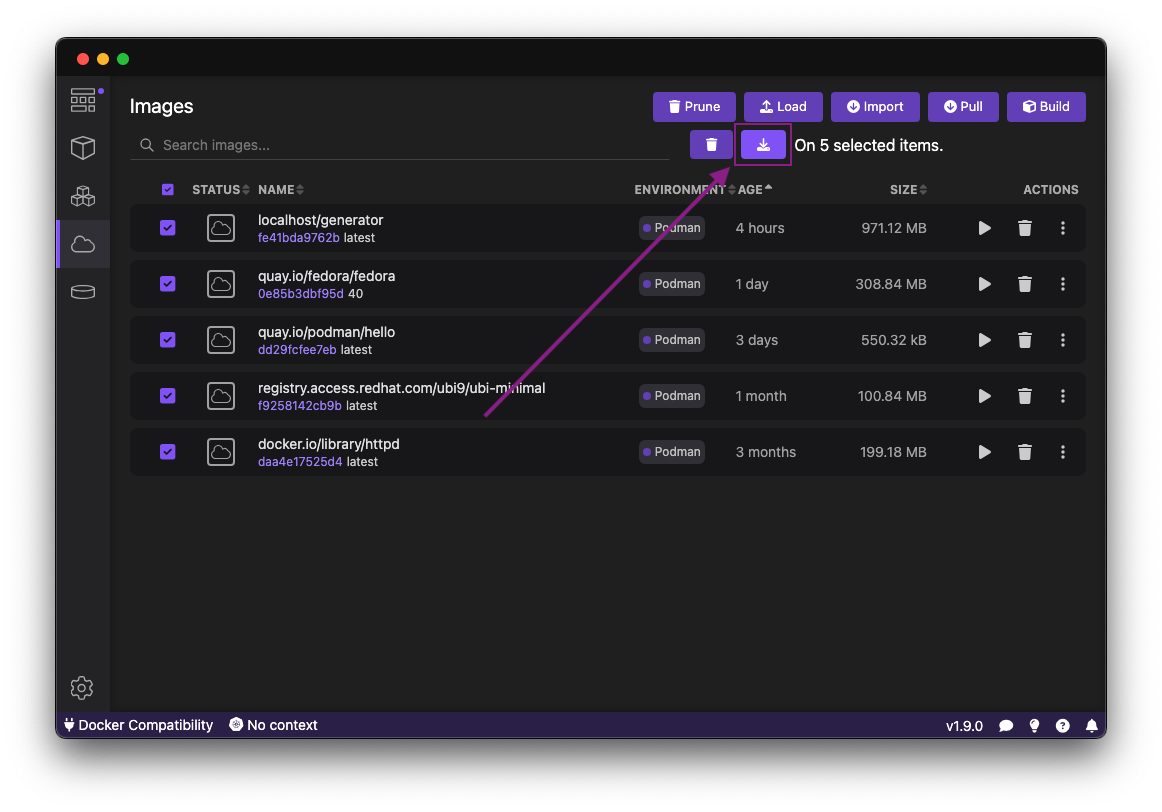 Images
Prune
Load
Import
Pull
Build
Search images...
On 5 selected items.
STATUS NAME ENVIRONMENT AGE SIZE ACTIONS
localhost/generator
fe41bda9762b latest
Podman
4 hours
971.12 MB
quay.io/fedora/fedora
0e85b3dbf95d 40
Podman
1 day
308.84 MB
quay.io/podman/hello
dd29fcfee7eb latest
Podman
3 days
550.32 kB
registry.access.redhat.com/ubi9/ubi-minimal
f9258142cb9b latest
Podman
1 month
100.84 MB
docker.io/library/httpd
daa4e17525d4 latest
Podman
3 months
199.18 MB
Docker Compatibility
No context
v1.9.0